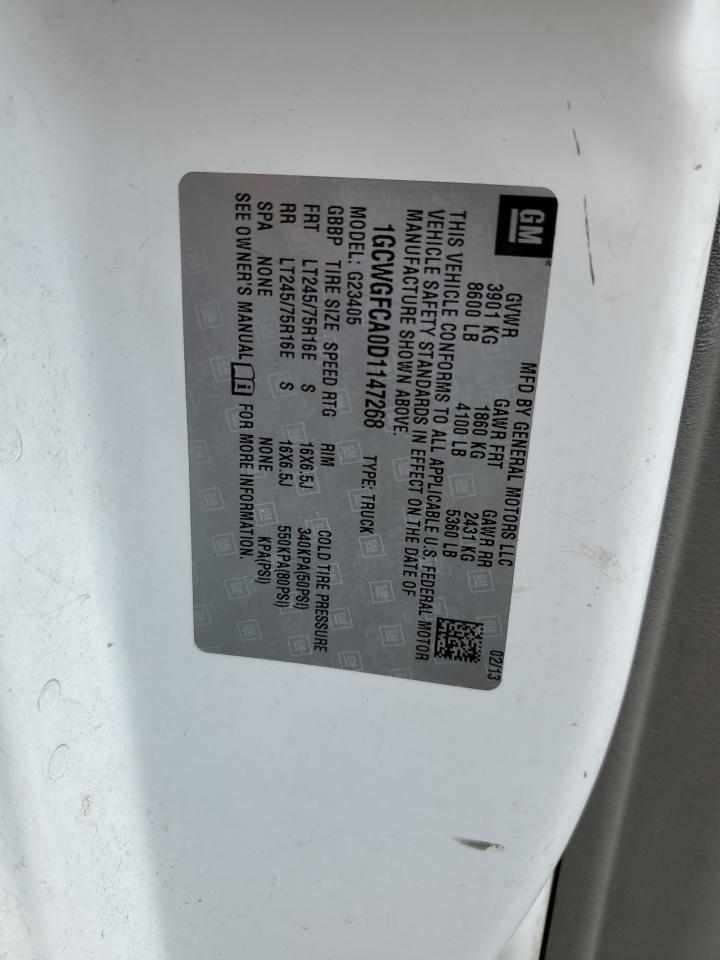 GM
MFD BY GENERAL MOTORS LLC 02/13
GVWR GAWR FRT GAWR RR
3901 KG 1860 KG 2431 KG
8600 LB 4100 LB 5360 LB
THIS VEHICLE CONFORMS TO ALL APPLICABLE U.S. FEDERAL MOTOR
VEHICLE SAFETY STANDARDS IN EFFECT ON THE DATE OF
MANUFACTURE SHOWN ABOVE.
1GCWGFCA0D1147268 TYPE: TRUCK
MODEL: G23405
GBBP TIRE SIZE SPEED RTG RIM COLD TIRE PRESSURE
FRT LT245/75R16E S 16X6.5J 340KPA(50PSI)
RR LT245/75R16E S 16X6.5J 550KPA(80PSI)
SPA NONE NONE KPA(PSI)
SEE OWNER'S MANUAL i FOR MORE INFORMATION.